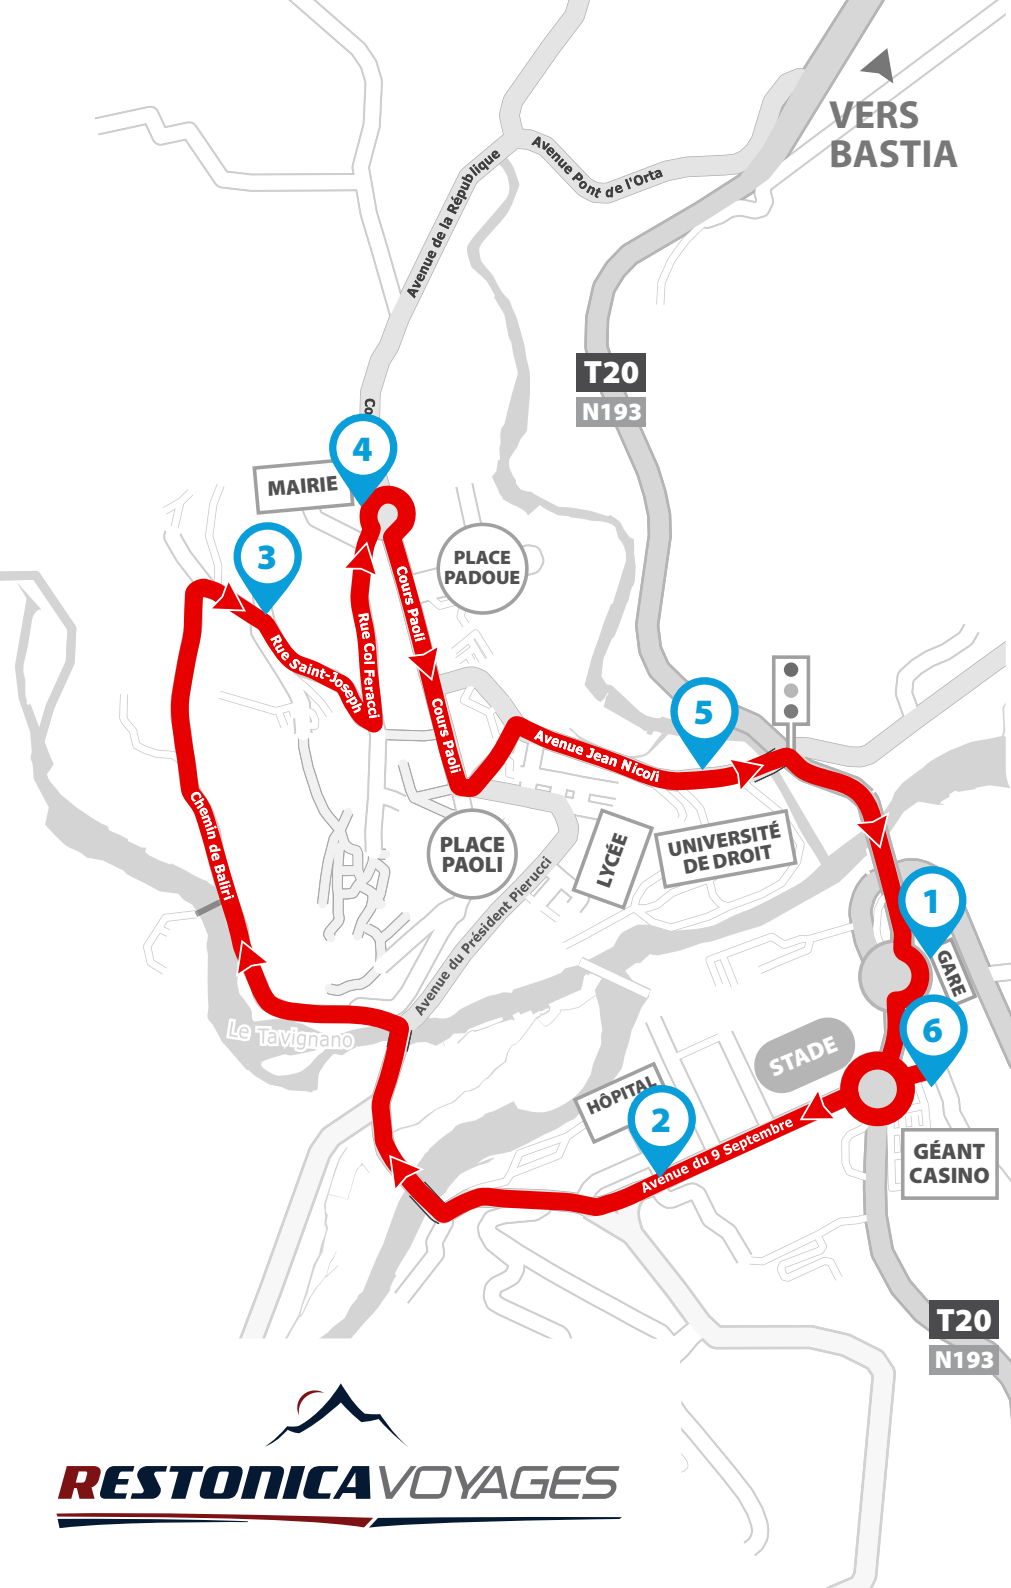 VERS
BASTIA
Avenue Pont de l'Orta
Avenue de la République
T20
N193
Co
4
MAIRIE
3
PLACE
PADOUE
Cours Paoli
Rue Col Feracci
Rue Saint-Joseph
Cours Paoli
5
Avenue Jean Nicoli
Chemin de Baliri
PLACE
PAOLI
LYCÉE
UNIVERSITÉ
DE DROIT
Avenue du Président Pierucci
1
GARE
Le Tavignano
6
STADE
HÔPITAL
2
Avenue du 9 Septembre
GÉANT
CASINO
T20
N193
RESTONICA VOYAGES